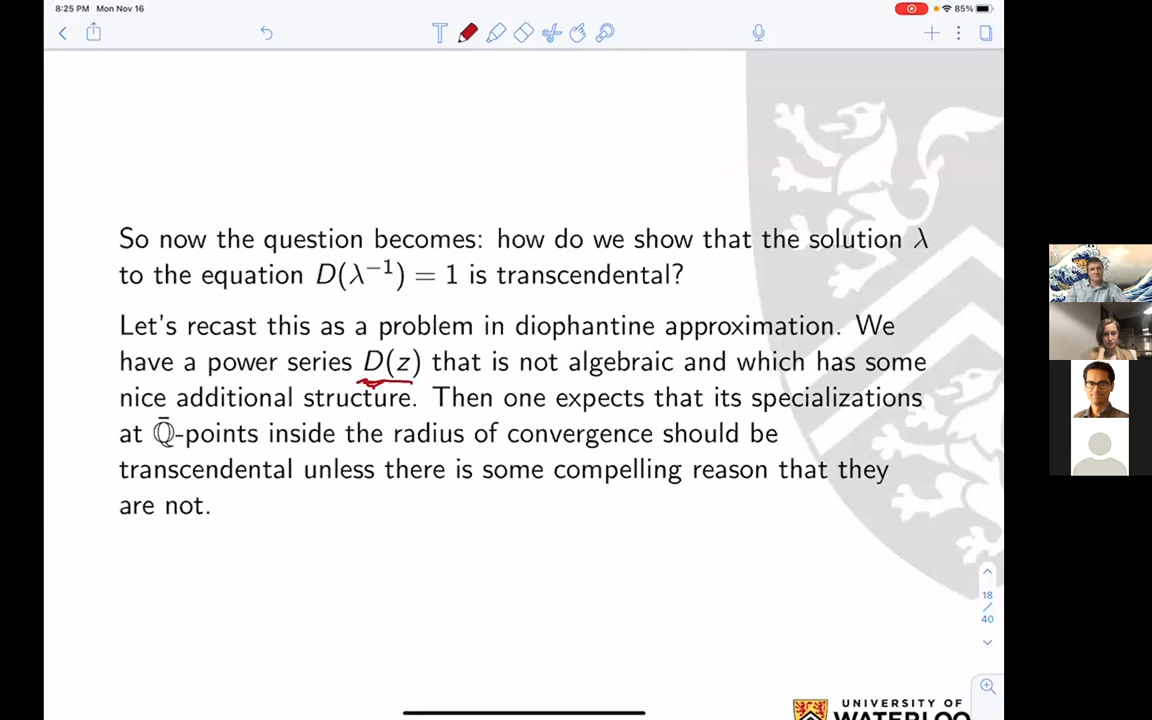 8:25 PM Mon Nov 16
85%
So now the question becomes: how do we show that the solution λ
to the equation D(λ⁻¹) = 1 is transcendental?
Let's recast this as a problem in diophantine approximation. We
have a power series D(z) that is not algebraic and which has some
nice additional structure. Then one expects that its specializations
at Q̄-points inside the radius of convergence should be
transcendental unless there is some compelling reason that they
are not.
18
/
40
UNIVERSITY OF
WATERLOO